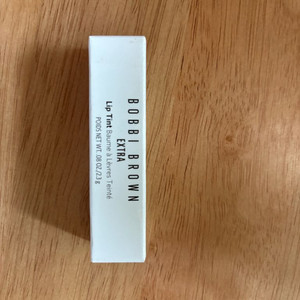 BOBBI BROWN
EXTRA
Lip Tint Baume à Lèvres Teinté
POIDS NET WT. .08 OZ/2.3 g